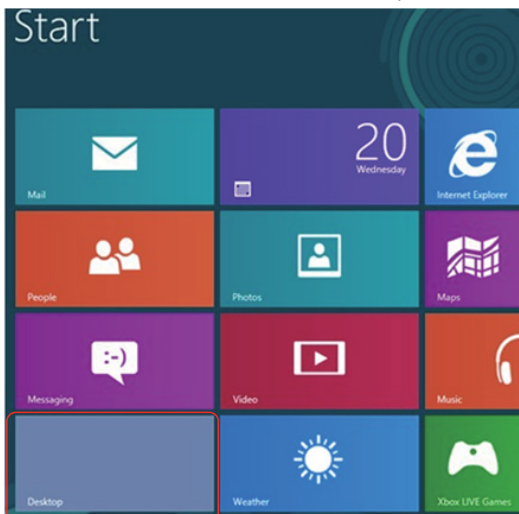 Start
20
Wednesday
Mail
Internet Explorer
People
Photos
Maps
:-)
Messaging
Video
Music
Desktop
Weather
Xbox LIVE Games